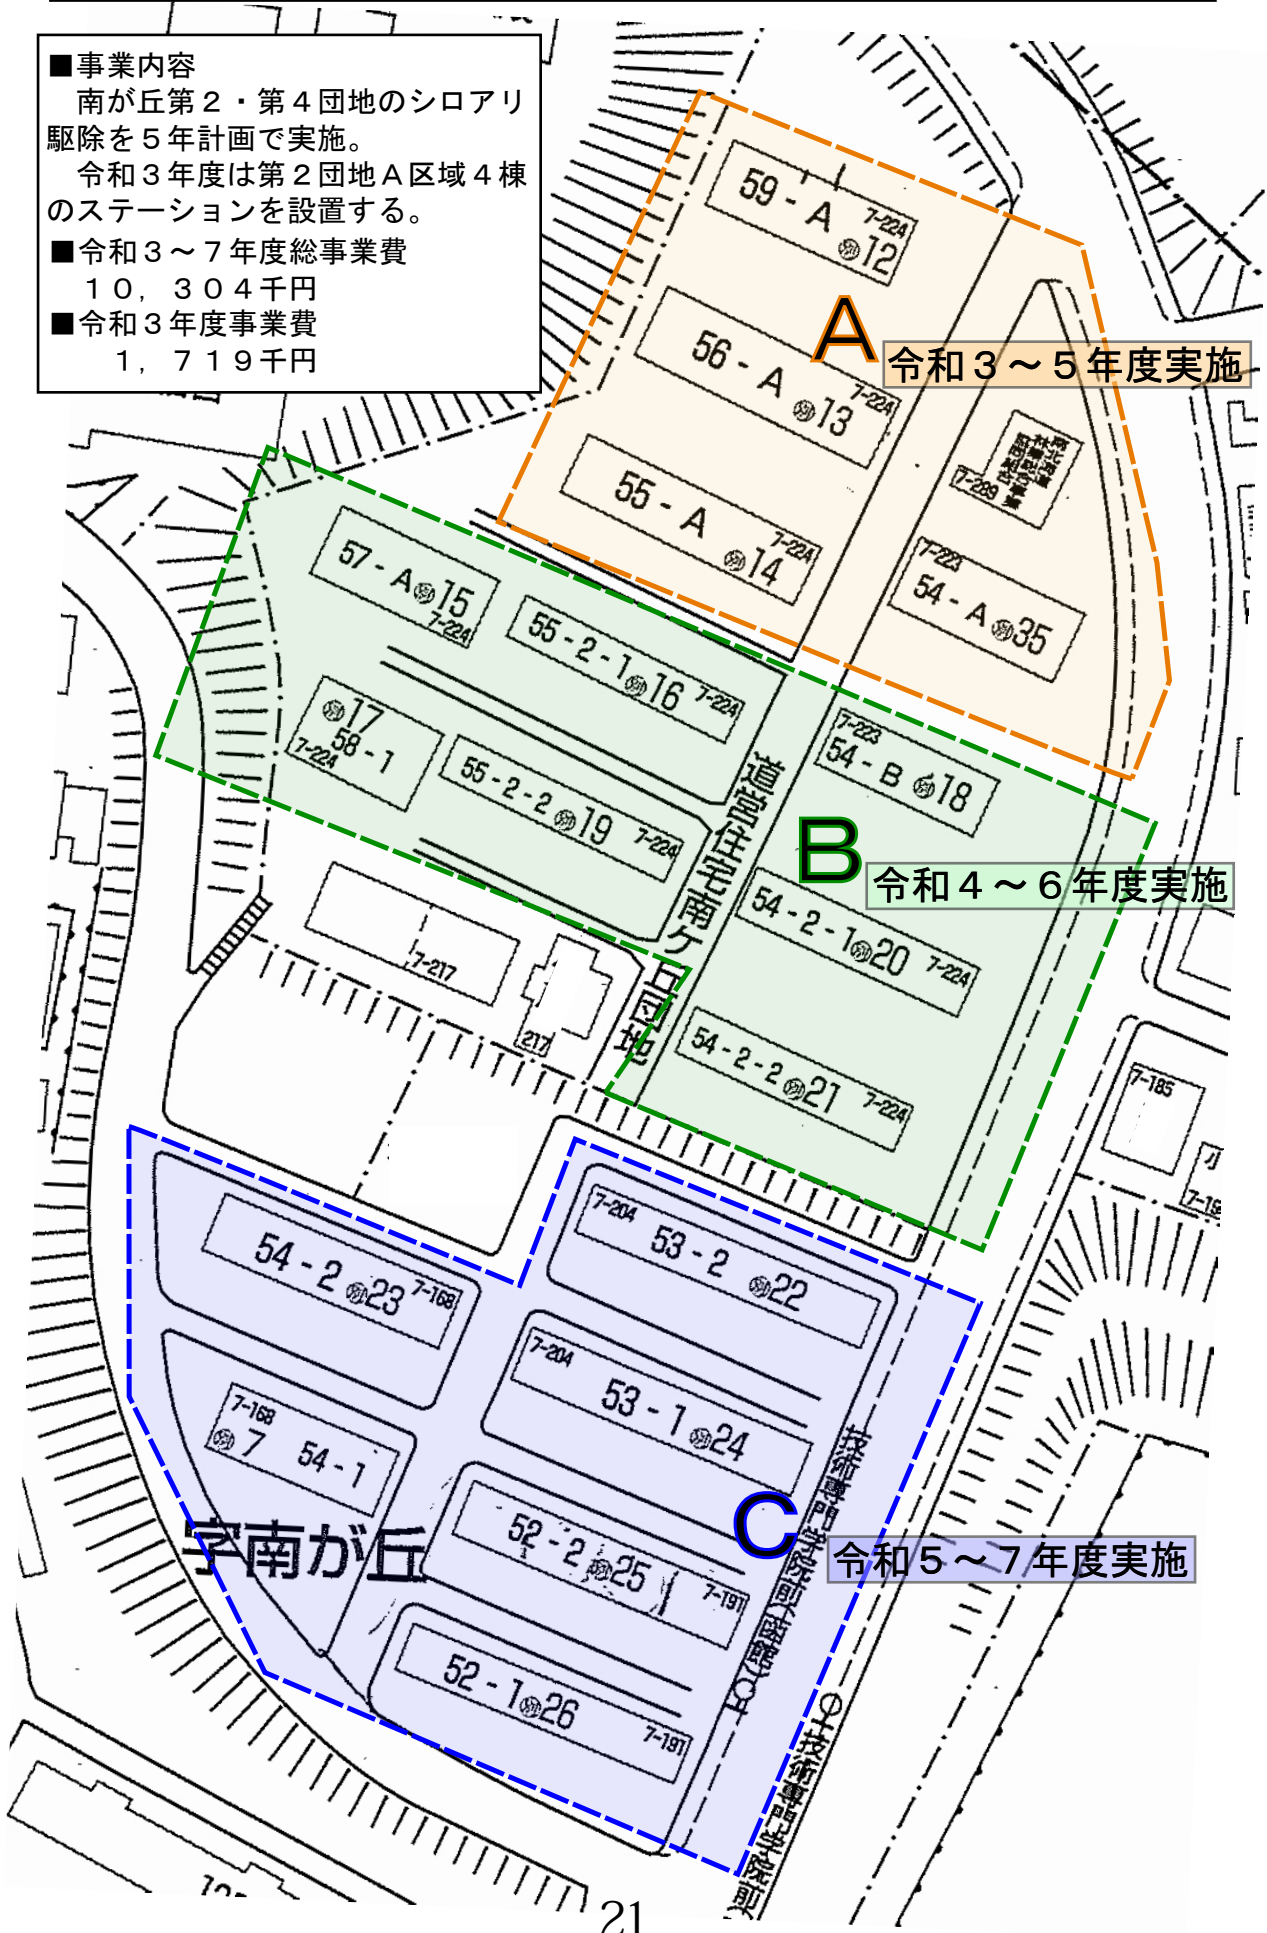 ■事業内容
　南が丘第２・第４団地のシロアリ
駆除を５年計画で実施。
　令和３年度は第２団地Ａ区域４棟
のステーションを設置する。
■令和３～７年度総事業費
　１０，３０４千円
■令和３年度事業費
　　１，７１９千円
59-A
7-224
12
A
令和３～５年度実施
56-A
7-224
13
7-289
55-A
7-224
14
7-223
54-A
35
57-A
15
7-224
55-2-1
16
7-224
17
58-1
7-224
55-2-2
19
7-224
道営住宅南ケ丘団地
7-223
54-B
18
B
令和４～６年度実施
54-2-1
20
7-224
7-217
217
54-2-2
21
7-224
7-185
54-2
23
7-168
7-204
53-2
22
7-204
53-1
24
7-168
7
54-1
字南が丘
C
令和５～７年度実施
52-2
25
7-191
52-1
26
7-191
21